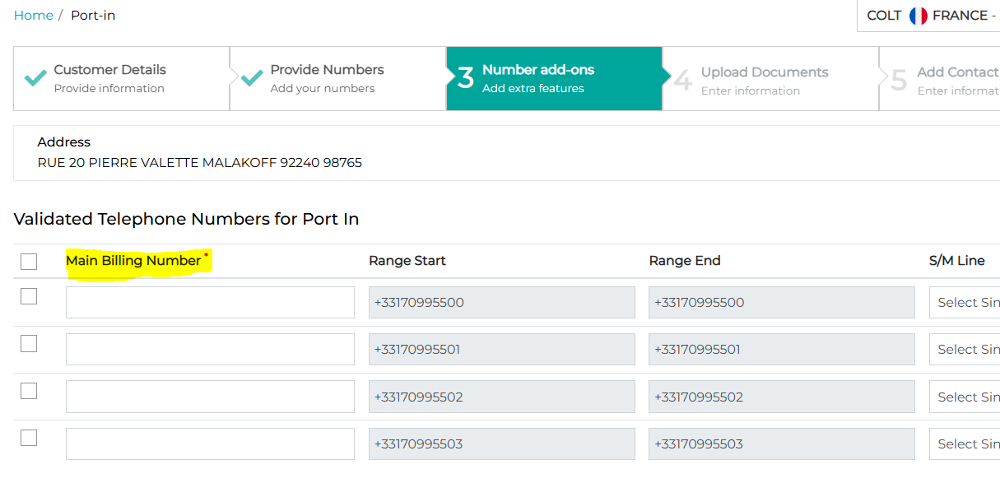 Home / Port-in
COLT FRANCE -
Customer Details
Provide information
Provide Numbers
Add your numbers
3 Number add-ons
Add extra features
4 Upload Documents
Enter information
5 Add Contact
Enter informat
Address
RUE 20 PIERRE VALETTE MALAKOFF 92240 98765
Validated Telephone Numbers for Port In
Main Billing Number * Range Start Range End S/M Line
+33170995500 +33170995500 Select Sin
+33170995501 +33170995501 Select Sin
+33170995502 +33170995502 Select Sin
+33170995503 +33170995503 Select Sin